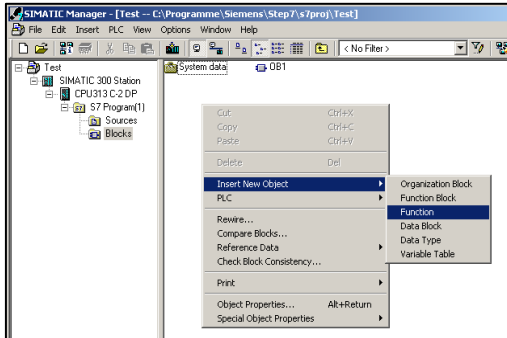 SIMATIC Manager - [Test -- C:\Programme\Siemens\Step7\s7proj\Test]
File Edit Insert PLC View Options Window Help
< No Filter >
Test
SIMATIC 300 Station
CPU313 C-2 DP
S7 Program(1)
Sources
Blocks
System data OB1
Cut Ctrl+X
Copy Ctrl+C
Paste Ctrl+V
Delete Del
Insert New Object
PLC
Rewire...
Compare Blocks...
Reference Data
Check Block Consistency...
Print
Object Properties... Alt+Return
Special Object Properties
Organization Block
Function Block
Function
Data Block
Data Type
Variable Table